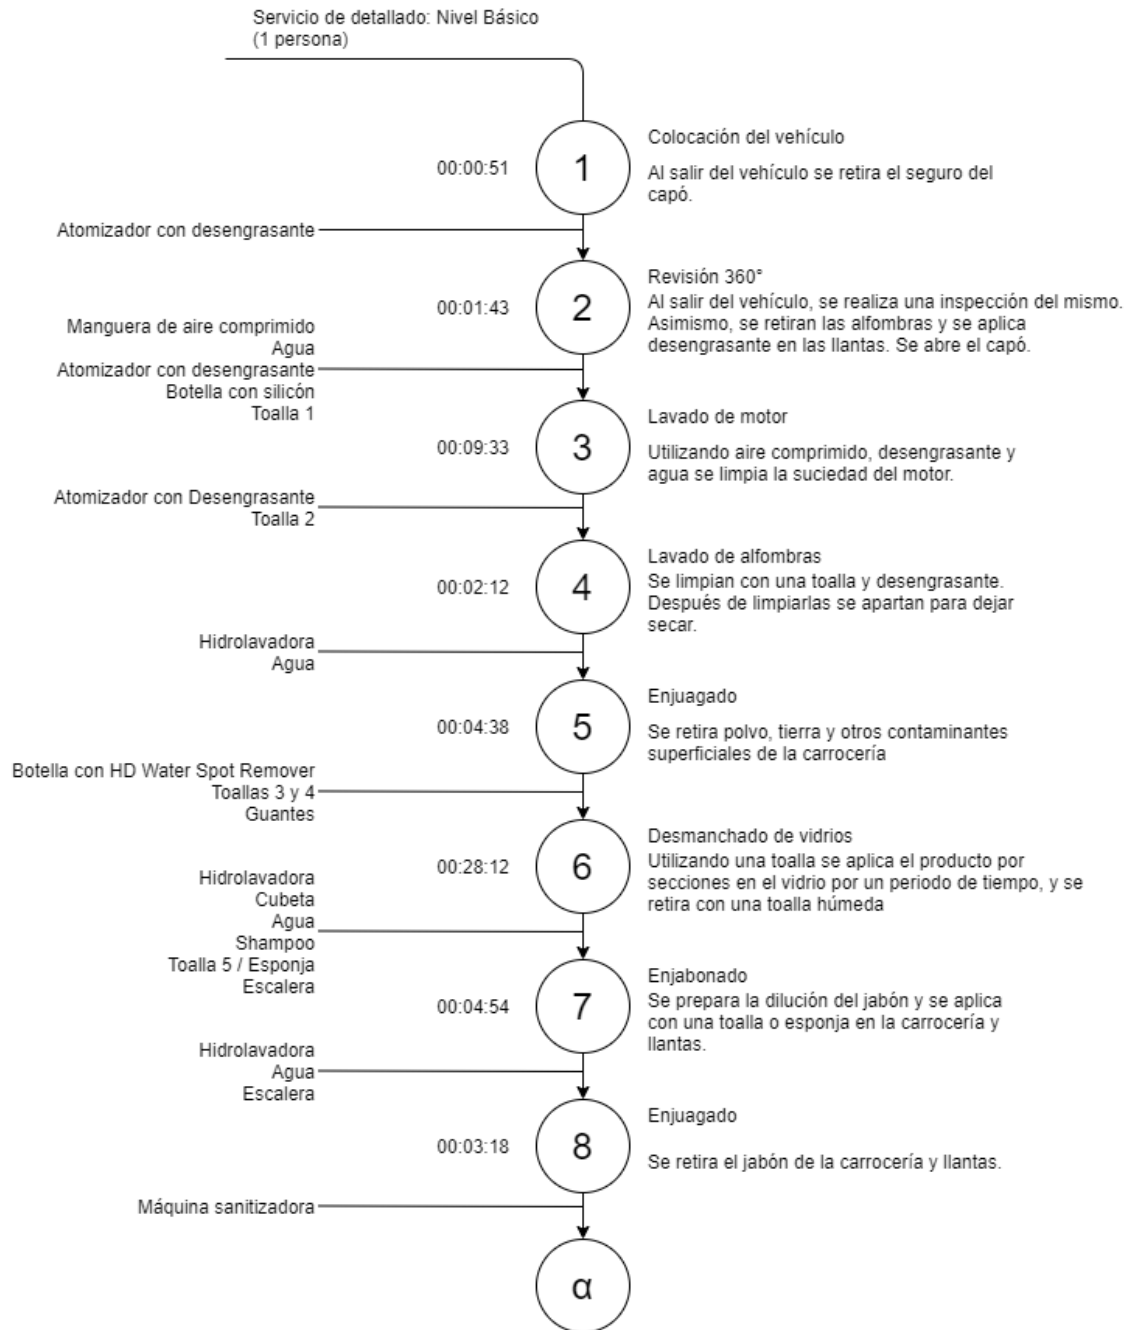 Servicio de detallado: Nivel Básico
(1 persona)
00:00:51
1
Colocación del vehículo
Al salir del vehículo se retira el seguro del
capó.
Atomizador con desengrasante
00:01:43
2
Revisión 360°
Al salir del vehículo, se realiza una inspección del mismo.
Asimismo, se retiran las alfombras y se aplica
desengrasante en las llantas. Se abre el capó.
Manguera de aire comprimido
Agua
Atomizador con desengrasante
Botella con silicón
Toalla 1
00:09:33
3
Lavado de motor
Utilizando aire comprimido, desengrasante y
agua se limpia la suciedad del motor.
Atomizador con Desengrasante
Toalla 2
00:02:12
4
Lavado de alfombras
Se limpian con una toalla y desengrasante.
Después de limpiarlas se apartan para dejar
secar.
Hidrolavadora
Agua
00:04:38
5
Enjuagado
Se retira polvo, tierra y otros contaminantes
superficiales de la carrocería
Botella con HD Water Spot Remover
Toallas 3 y 4
Guantes
00:28:12
6
Desmanchado de vidrios
Utilizando una toalla se aplica el producto por
secciones en el vidrio por un periodo de tiempo, y se
retira con una toalla húmeda
Hidrolavadora
Cubeta
Agua
Shampoo
Toalla 5 / Esponja
Escalera
00:04:54
7
Enjabonado
Se prepara la dilución del jabón y se aplica
con una toalla o esponja en la carrocería y
llantas.
Hidrolavadora
Agua
Escalera
00:03:18
8
Enjuagado
Se retira el jabón de la carrocería y llantas.
Máquina sanitizadora
α